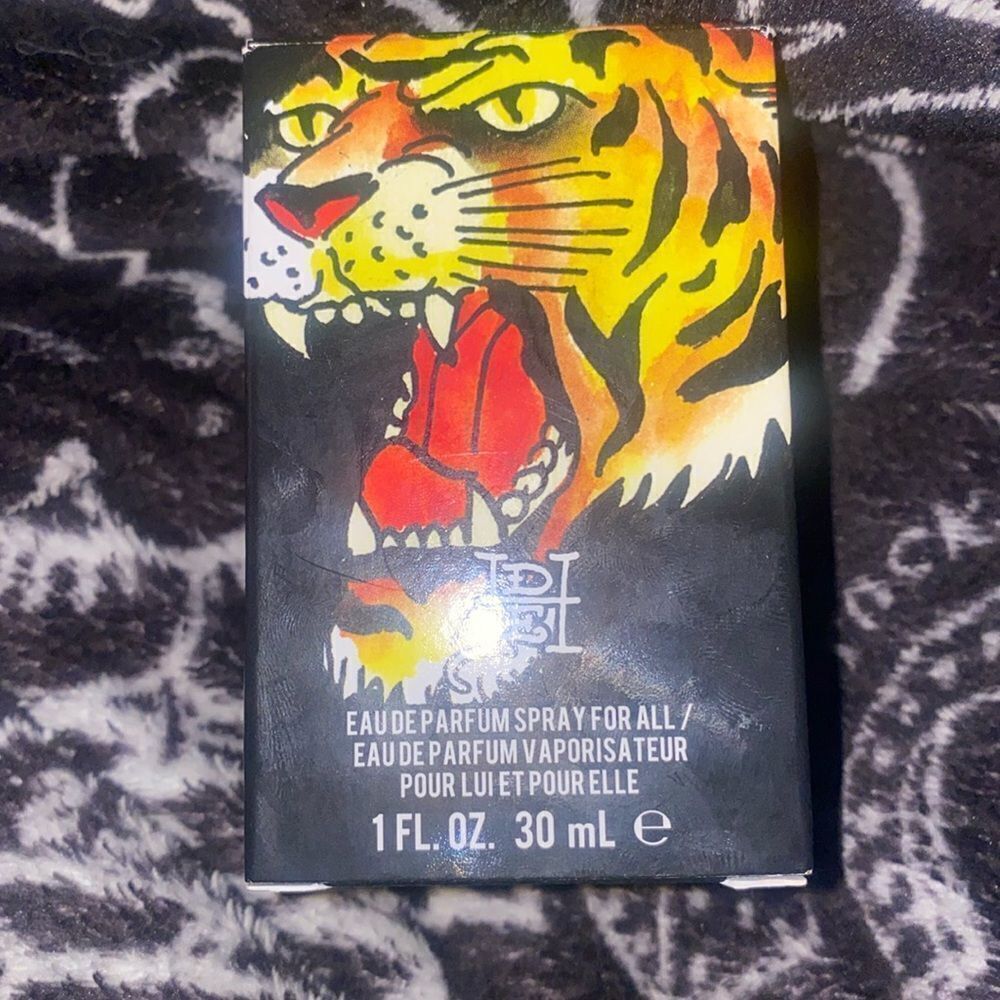 EAU DE PARFUM SPRAY FOR ALL /
EAU DE PARFUM VAPORISATEUR
POUR LUI ET POUR ELLE
1 FL. OZ. 30 mL ℮